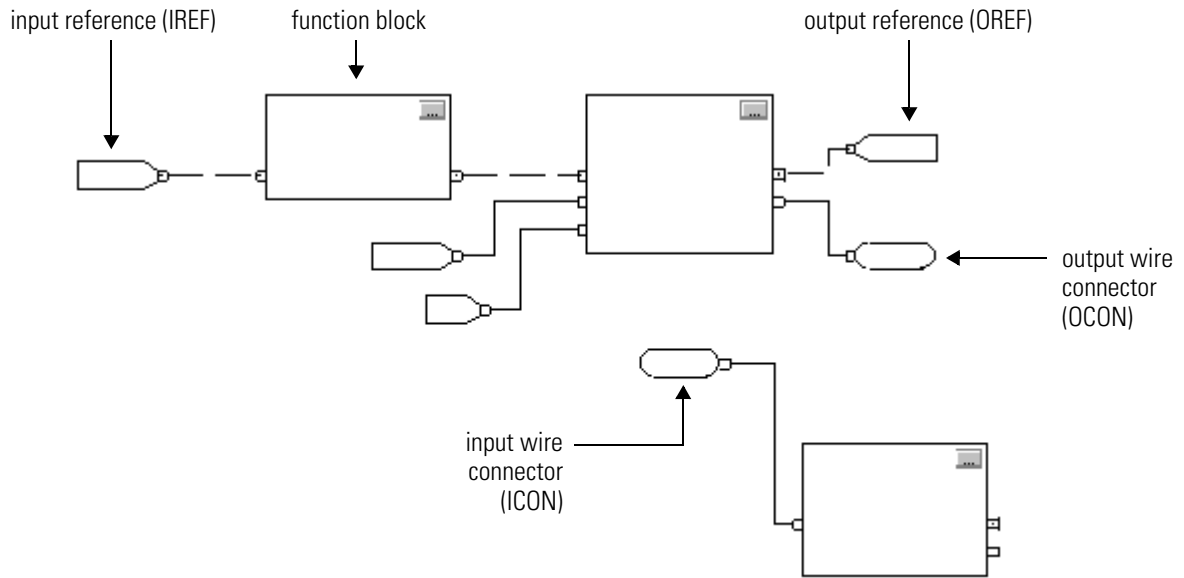 input reference (IREF)
function block
output reference (OREF)
...
...
output wire
connector
(OCON)
input wire
connector
(ICON)
...